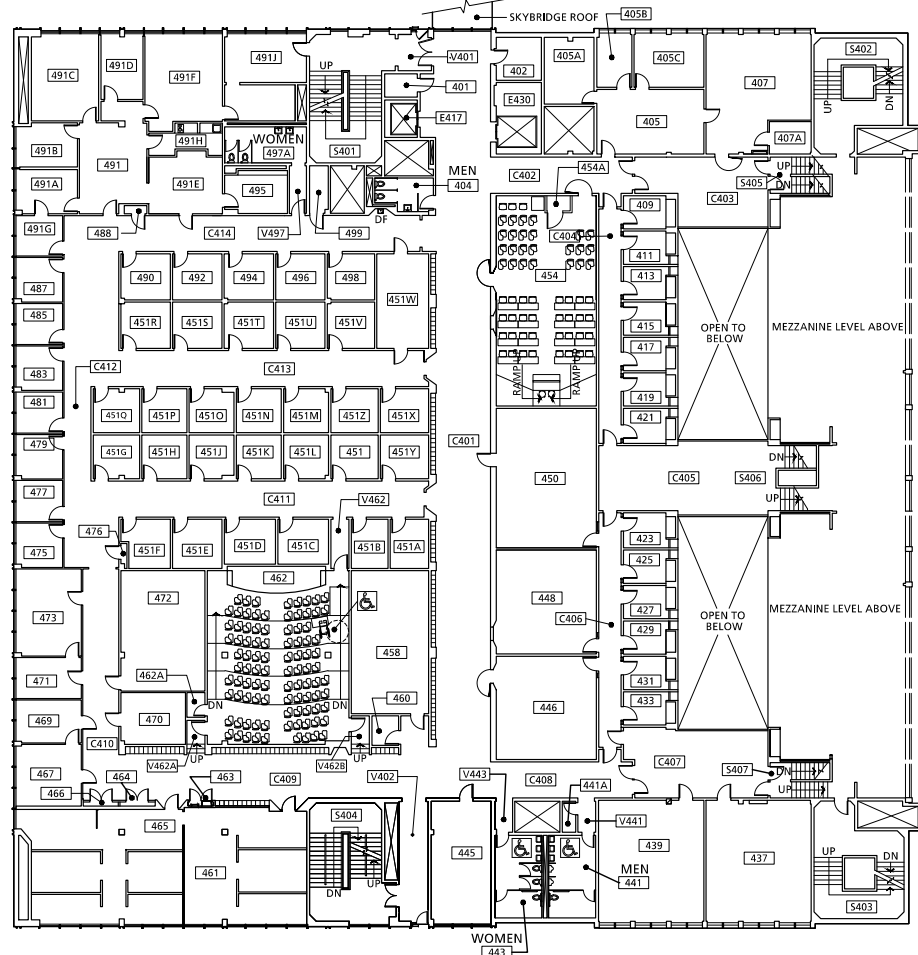 SKYBRIDGE ROOF
405B
491C
491D
491F
491J
UP
V401
401
402
405A
405C
407
S402
UP
DN
E430
E417
405
407A
491H
WOMEN
497A
S401
491B
491
491A
491E
495
MEN
404
C402
454A
UP
S405
DN
C403
DF
488
C414
V497
499
409
491G
C404
411
454
413
490
492
494
496
498
451W
487
485
451R
451S
451T
451U
451V
415
417
OPEN TO
BELOW
MEZZANINE LEVEL ABOVE
483
C412
C413
RAMP UP
RAMP UP
419
421
481
451Q
451P
451O
451N
451M
451Z
451X
479
451G
451H
451J
451K
451L
451
451Y
C401
450
DN
C405
S406
UP
477
C411
V462
475
476
451F
451E
451D
451C
451B
451A
423
425
472
462
448
427
C406
429
OPEN TO
BELOW
MEZZANINE LEVEL ABOVE
473
458
471
462A
DN
DN
460
431
433
446
469
470
C410
V462A
UP
V462B
UP
C407
S407
DN
UP
467
464
463
C409
V402
V443
C408
441A
466
S404
V441
465
461
DN
UP
445
439
437
MEN
441
UP
DN
S403
WOMEN
443